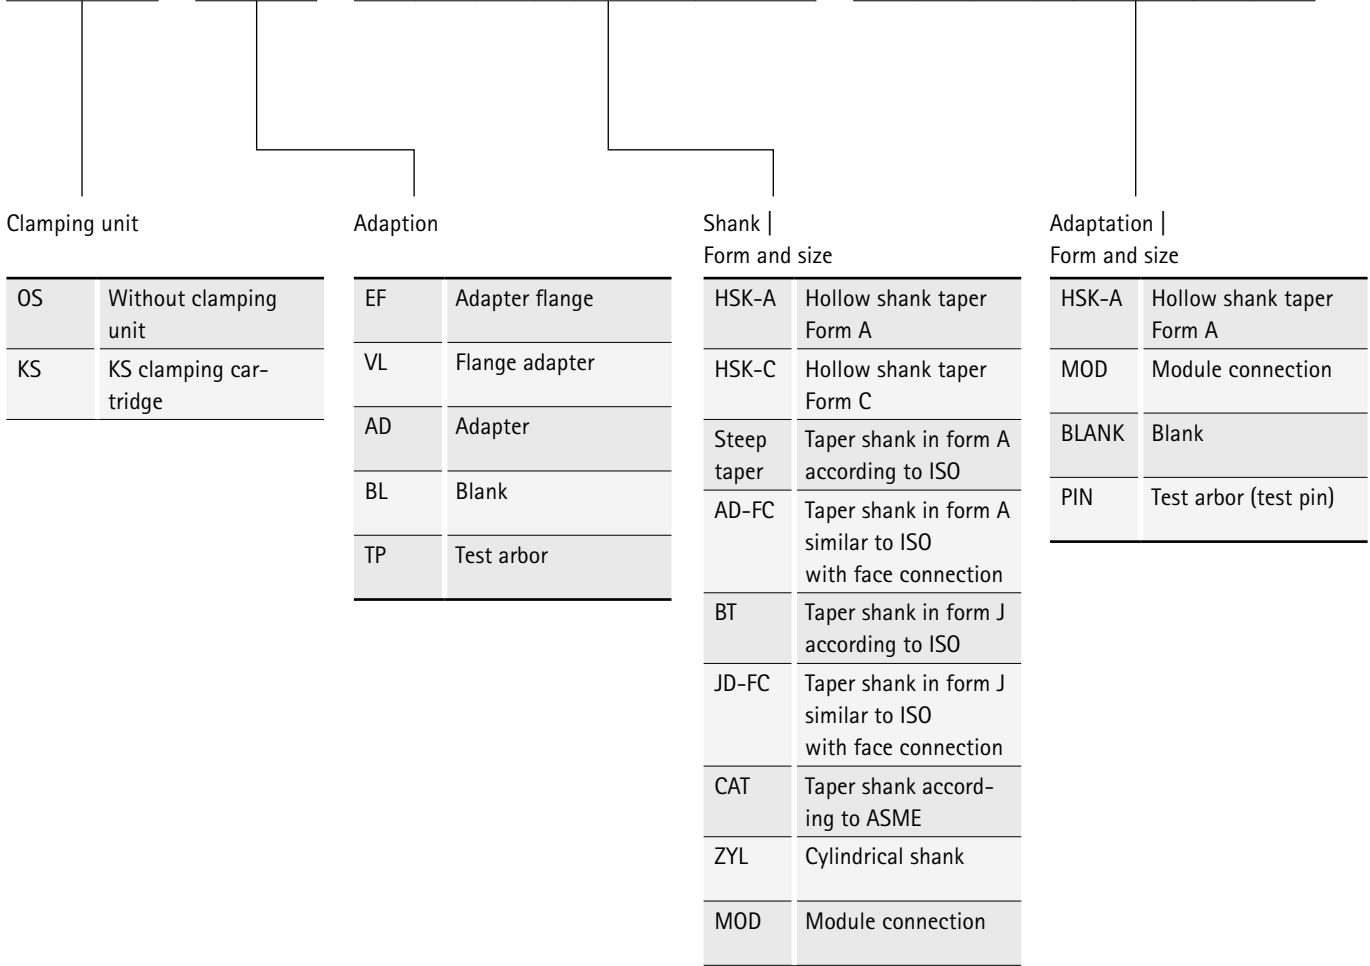 Clamping unit
OS Without clamping
unit
KS KS clamping car-
tridge
Adaption
EF Adapter flange
VL Flange adapter
AD Adapter
BL Blank
TP Test arbor
Shank |
Form and size
HSK-A Hollow shank taper
Form A
HSK-C Hollow shank taper
Form C
Steep Taper shank in form A
taper according to ISO
AD-FC Taper shank in form A
similar to ISO
with face connection
BT Taper shank in form J
according to ISO
JD-FC Taper shank in form J
similar to ISO
with face connection
CAT Taper shank accord-
ing to ASME
ZYL Cylindrical shank
MOD Module connection
Adaptation |
Form and size
HSK-A Hollow shank taper
Form A
MOD Module connection
BLANK Blank
PIN Test arbor (test pin)